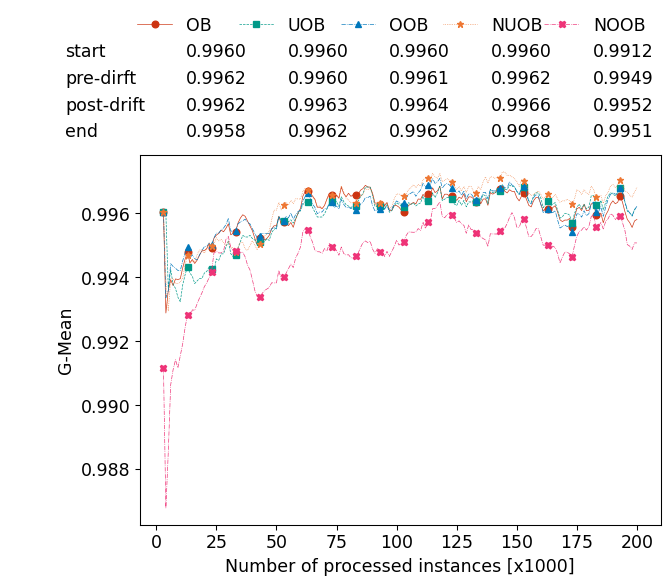 OB UOB OOB NUOB NOOB
start 0.9960 0.9960 0.9960 0.9960 0.9912
pre-dirft 0.9962 0.9960 0.9961 0.9962 0.9949
post-drift 0.9962 0.9963 0.9964 0.9966 0.9952
end 0.9958 0.9962 0.9962 0.9968 0.9951
0.996
0.994
0.992
0.990
0.988
G-Mean
0 25 50 75 100 125 150 175 200
Number of processed instances [x1000]